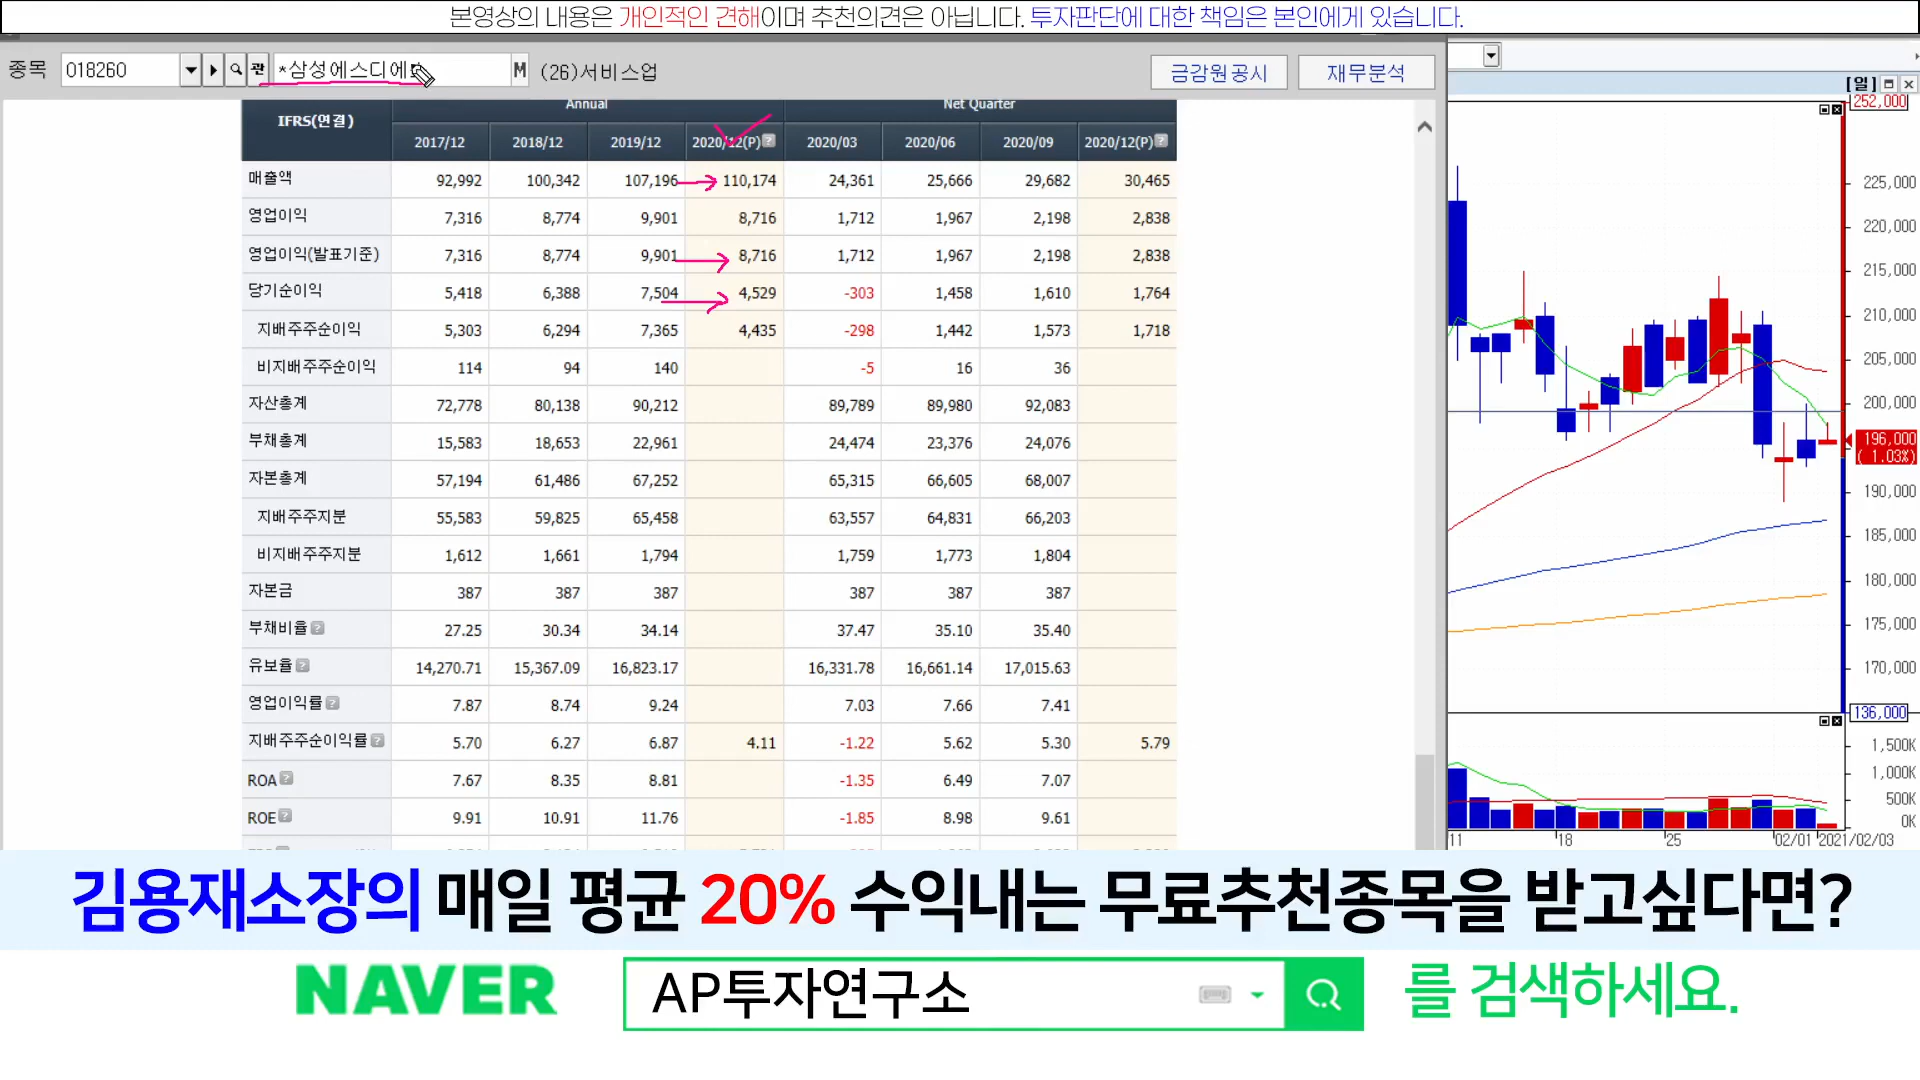 본영상의 내용은 개인적인 견해이며 추천의견은 아닙니다. 투자판단에 대한 책임은 본인에게 있습니다.
종목 018260 관 *삼성에스디에 M (26)서비스업 금감원공시 재무분석
[일]
IFRS(연결) Annual Net Quarter
2017/12 2018/12 2019/12 2020/12(P) 2020/03 2020/06 2020/09 2020/12(P)
매출액 92,992 100,342 107,196 110,174 24,361 25,666 29,682 30,465
영업이익 7,316 8,774 9,901 8,716 1,712 1,967 2,198 2,838
영업이익(발표기준) 7,316 8,774 9,901 8,716 1,712 1,967 2,198 2,838
당기순이익 5,418 6,388 7,504 4,529 -303 1,458 1,610 1,764
지배주주순이익 5,303 6,294 7,365 4,435 -298 1,442 1,573 1,718
비지배주주순이익 114 94 140 -5 16 36
자산총계 72,778 80,138 90,212 89,789 89,980 92,083
부채총계 15,583 18,653 22,961 24,474 23,376 24,076
자본총계 57,194 61,486 67,252 65,315 66,605 68,007
지배주주지분 55,583 59,825 65,458 63,557 64,831 66,203
비지배주주지분 1,612 1,661 1,794 1,759 1,773 1,804
자본금 387 387 387 387 387 387
부채비율 27.25 30.34 34.14 37.47 35.10 35.40
유보율 14,270.71 15,367.09 16,823.17 16,331.78 16,661.14 17,015.63
영업이익률 7.87 8.74 9.24 7.03 7.66 7.41
지배주주순이익률 5.70 6.27 6.87 4.11 -1.22 5.62 5.30 5.79
ROA 7.67 8.35 8.81 -1.35 6.49 7.07
ROE 9.91 10.91 11.76 -1.85 8.98 9.61
252,000
225,000
220,000
215,000
210,000
205,000
200,000
196,000
( 1.03%)
190,000
185,000
180,000
175,000
170,000
136,000
1,500K
1,000K
500K
0K
11 18 25 02/01 2021/02/03
김용재소장의 매일 평균 20% 수익내는 무료추천종목을 받고싶다면?
NAVER AP투자연구소 를 검색하세요.